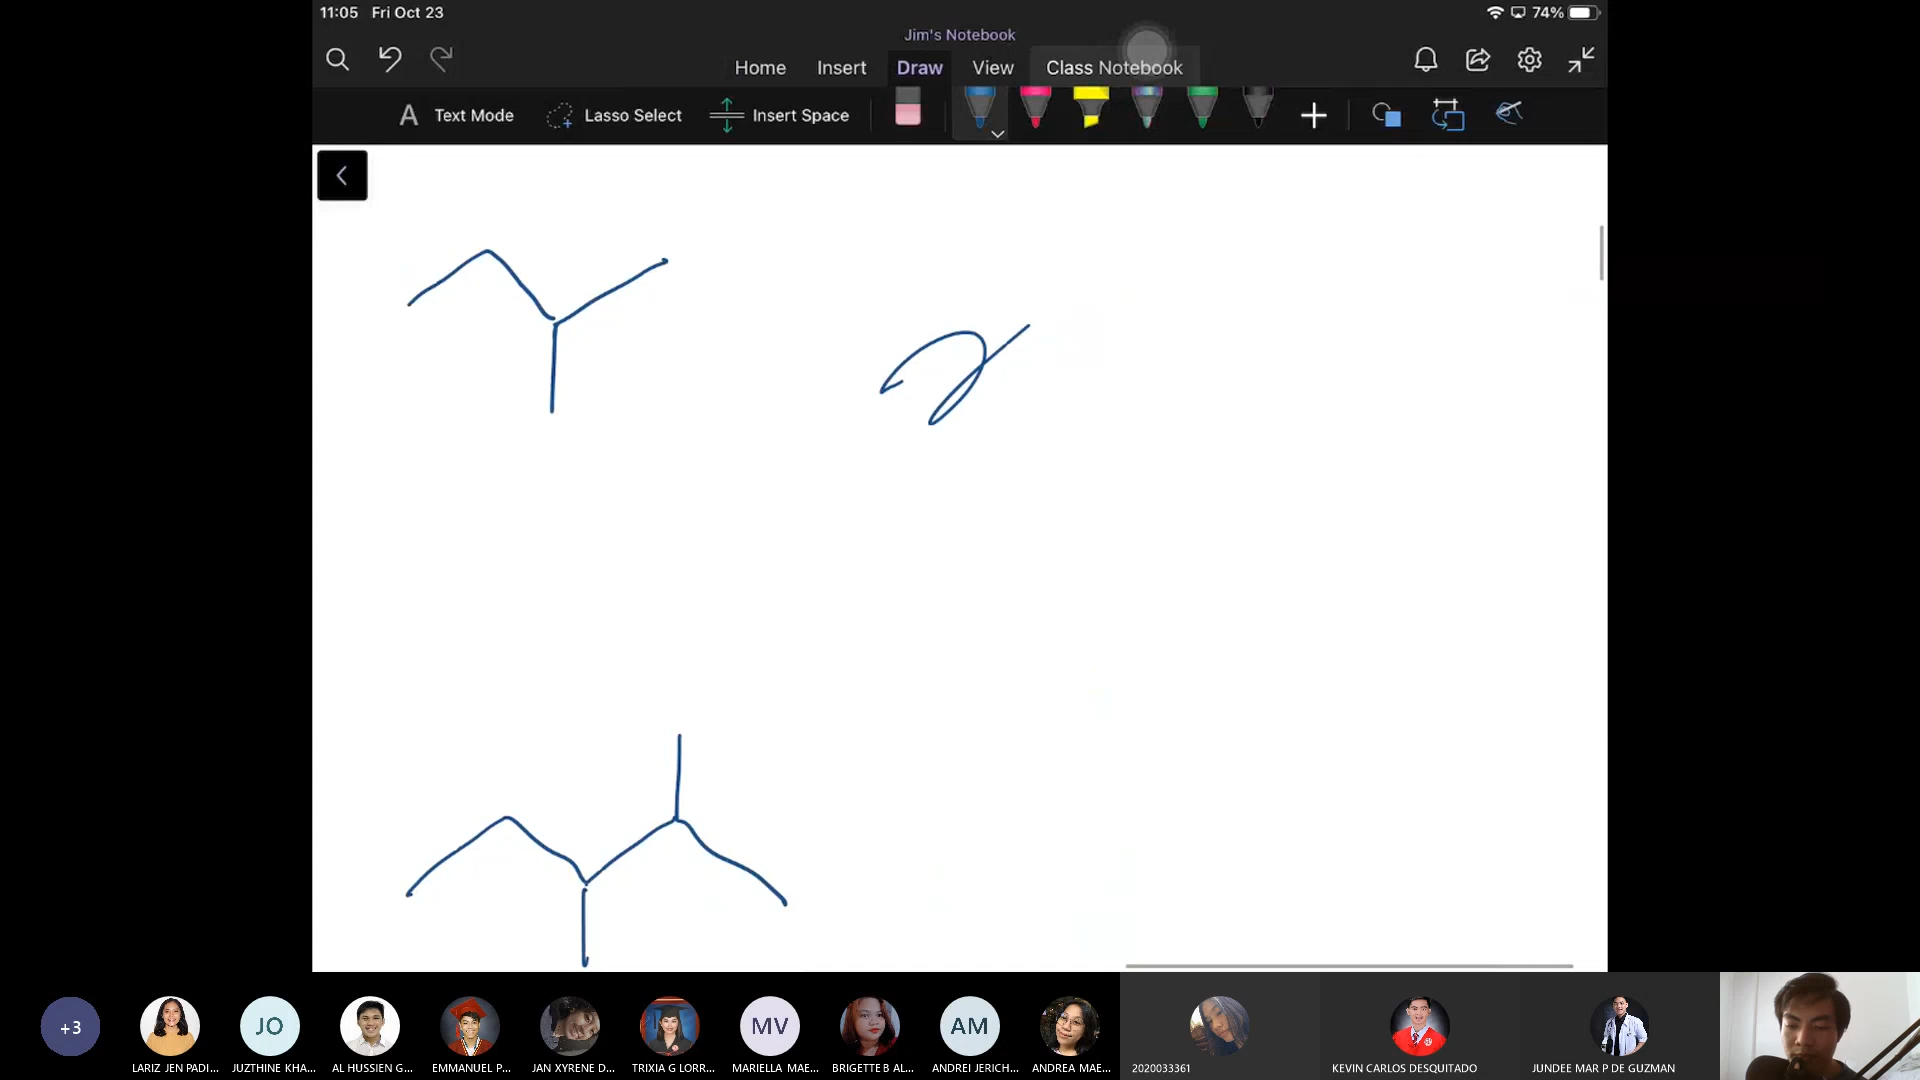 11:05 Fri Oct 23 74%
Jim's Notebook
Home Insert Draw View Class Notebook
A Text Mode Lasso Select Insert Space
+3 JO MV AM
LARIZ JEN PADI... JUZTHINE KHA... AL HUSSIEN G... EMMANUEL P... JAN XYRENE D... TRIXIA G LORR... MARIELLA MAE... BRIGETTE B AL... ANDREI JERICH... ANDREA MAE... 2020033361 KEVIN CARLOS DESQUITADO JUNDEE MAR P DE GUZMAN